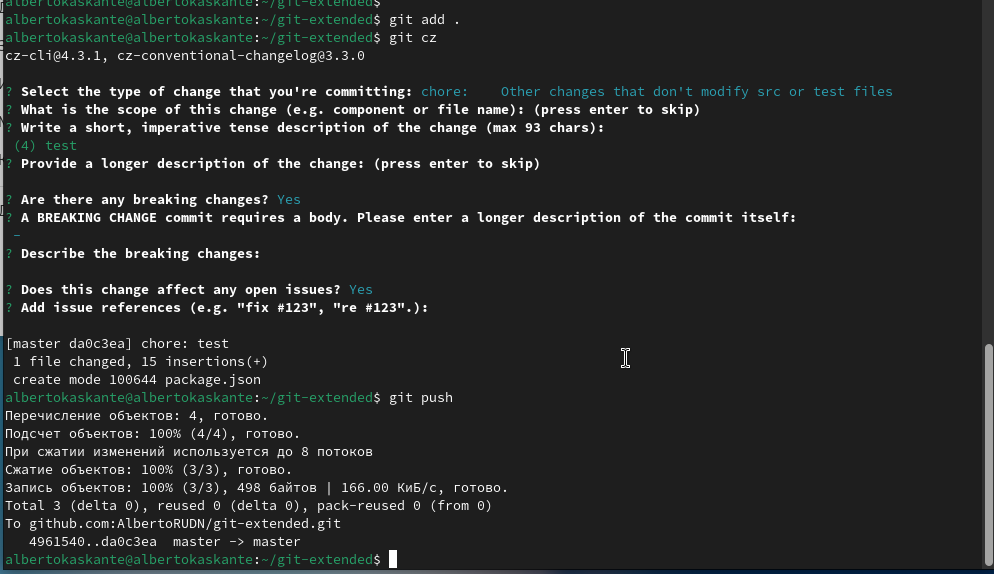 albertokaskante@albertokaskante:~/git-extended$
albertokaskante@albertokaskante:~/git-extended$ git add .
albertokaskante@albertokaskante:~/git-extended$ git cz
cz-cli@4.3.1, cz-conventional-changelog@3.3.0
? Select the type of change that you're committing: chore:    Other changes that don't modify src or test files
? What is the scope of this change (e.g. component or file name): (press enter to skip)
? Write a short, imperative tense description of the change (max 93 chars):
 (4) test
? Provide a longer description of the change: (press enter to skip)
? Are there any breaking changes? Yes
? A BREAKING CHANGE commit requires a body. Please enter a longer description of the commit itself:
 -
? Describe the breaking changes:
? Does this change affect any open issues? Yes
? Add issue references (e.g. "fix #123", "re #123".):
[master da0c3ea] chore: test
 1 file changed, 15 insertions(+)
 create mode 100644 package.json
albertokaskante@albertokaskante:~/git-extended$ git push
Перечисление объектов: 4, готово.
Подсчет объектов: 100% (4/4), готово.
При сжатии изменений используется до 8 потоков
Сжатие объектов: 100% (3/3), готово.
Запись объектов: 100% (3/3), 498 байтов | 166.00 КиБ/с, готово.
Total 3 (delta 0), reused 0 (delta 0), pack-reused 0 (from 0)
To github.com:AlbertoRUDN/git-extended.git
   4961540..da0c3ea  master -> master
albertokaskante@albertokaskante:~/git-extended$